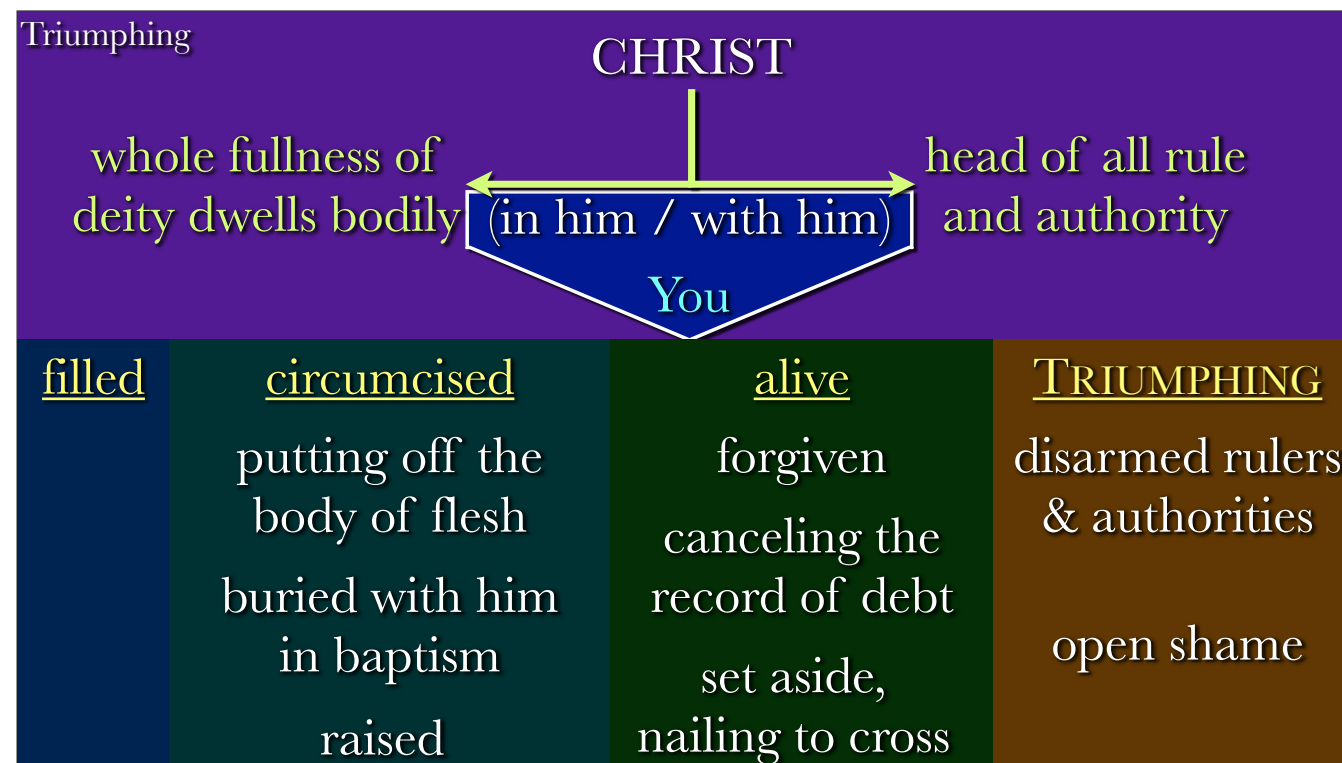 Triumphing
CHRIST
whole fullness of
deity dwells bodily
head of all rule
and authority
(in him / with him)
You
filled
circumcised
putting off the
body of flesh
buried with him
in baptism
raised
alive
forgiven
canceling the
record of debt
set aside,
nailing to cross
TRIUMPHING
disarmed rulers
& authorities
open shame